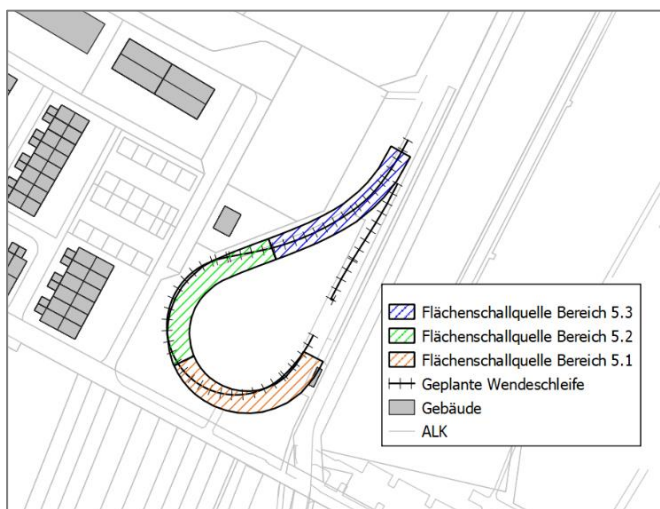 Flächenschallquelle Bereich 5.3
Flächenschallquelle Bereich 5.2
Flächenschallquelle Bereich 5.1
Geplante Wendeschleife
Gebäude
ALK